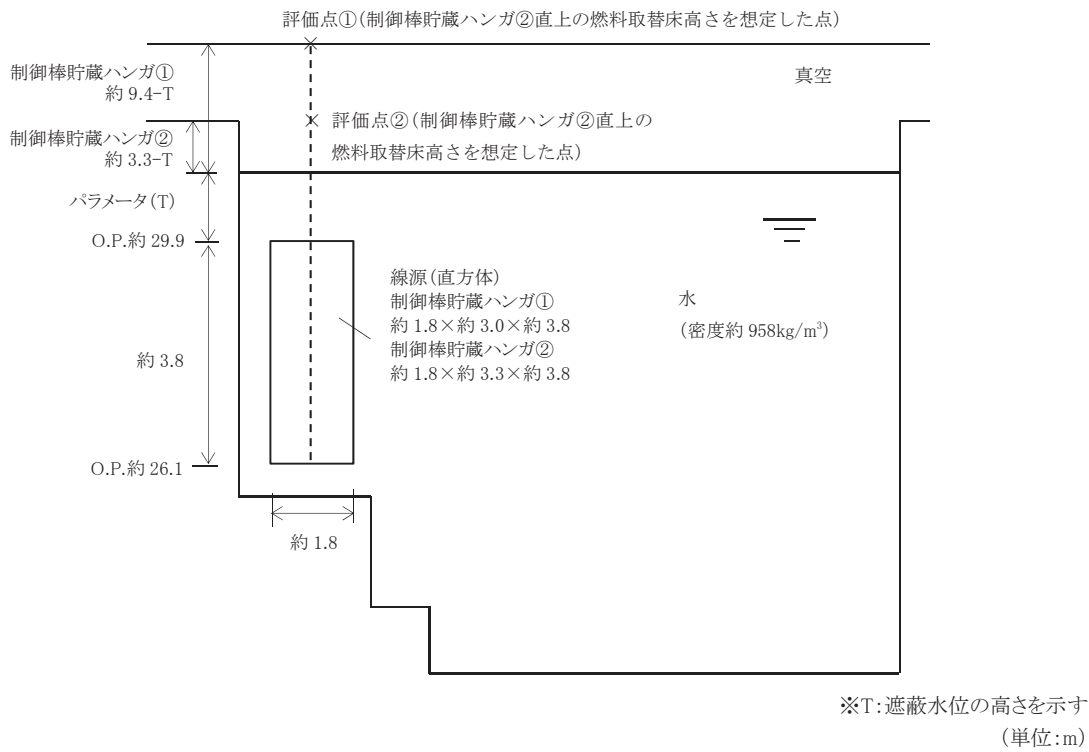 評価点①(制御棒貯蔵ハンガ②直上の燃料取替床高さを想定した点)
制御棒貯蔵ハンガ①
約 9.4-T
真空
評価点②(制御棒貯蔵ハンガ②直上の
燃料取替床高さを想定した点)
制御棒貯蔵ハンガ②
約 3.3-T
パラメータ(T)
O.P.約 29.9
線源(直方体)
制御棒貯蔵ハンガ①
約 1.8×約 3.0×約 3.8
制御棒貯蔵ハンガ②
約 1.8×約 3.3×約 3.8
水
(密度約 958kg/m³)
約 3.8
O.P.約 26.1
約 1.8
※T:遮蔽水位の高さを示す
(単位:m)